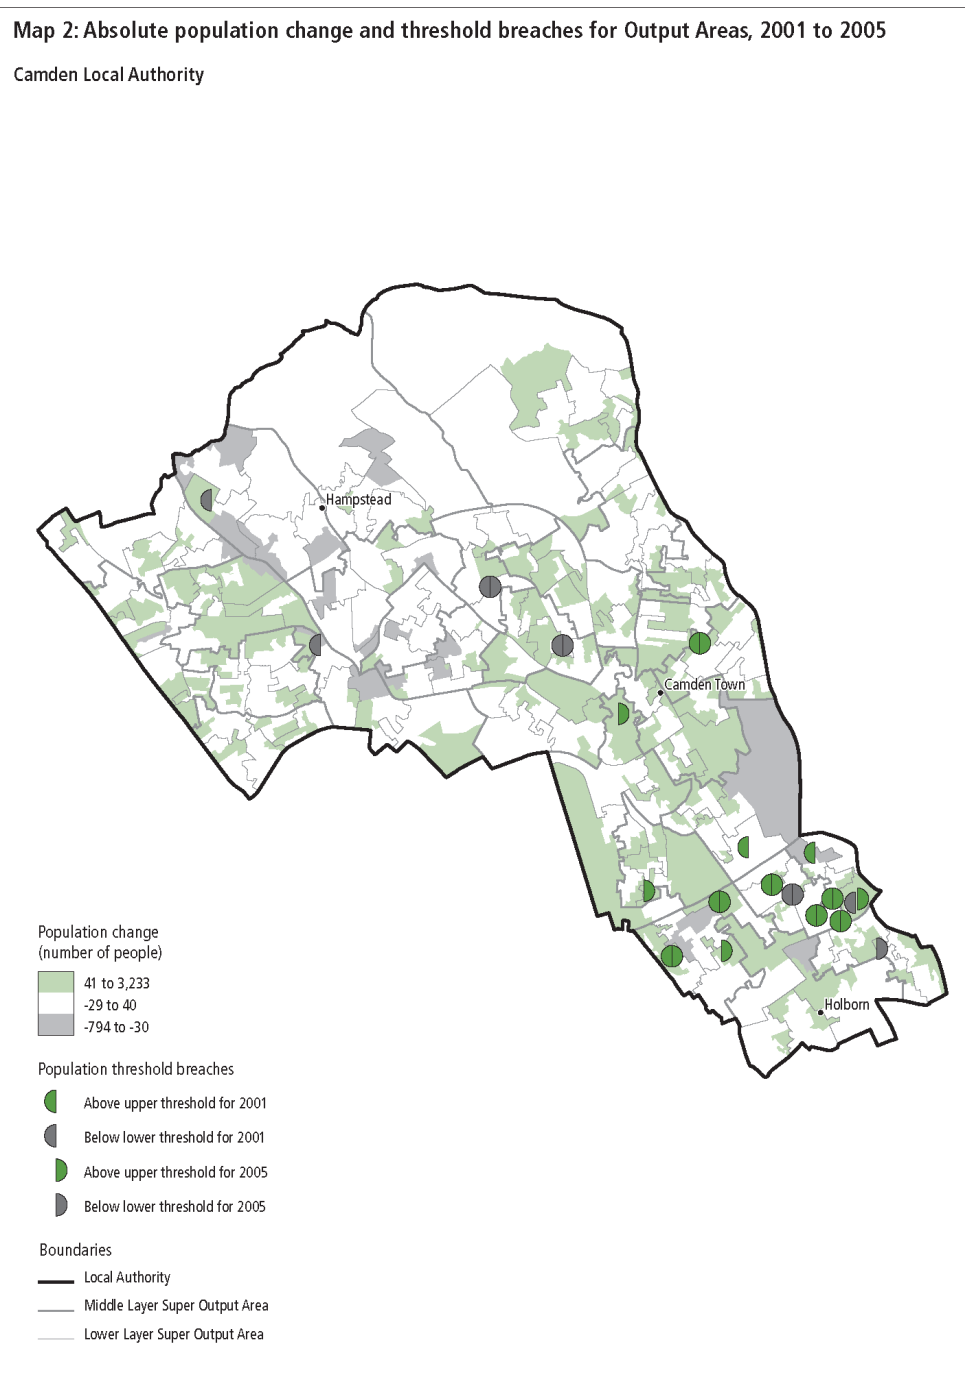 Map 2: Absolute population change and threshold breaches for Output Areas, 2001 to 2005
Camden Local Authority
Hampstead
Camden Town
Holborn
Population change
(number of people)
41 to 3,233
-29 to 40
-794 to -30
Population threshold breaches
Above upper threshold for 2001
Below lower threshold for 2001
Above upper threshold for 2005
Below lower threshold for 2005
Boundaries
Local Authority
Middle Layer Super Output Area
Lower Layer Super Output Area